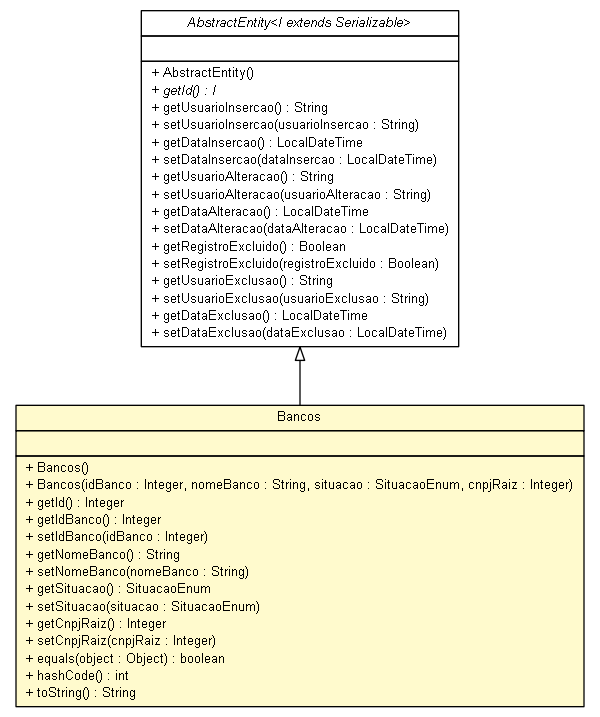 AbstractEntity<I extends Serializable>
+ AbstractEntity()
+ getId() : I
+ getUsuarioInsercao() : String
+ setUsuarioInsercao(usuarioInsercao : String)
+ getDataInsercao() : LocalDateTime
+ setDataInsercao(dataInsercao : LocalDateTime)
+ getUsuarioAlteracao() : String
+ setUsuarioAlteracao(usuarioAlteracao : String)
+ getDataAlteracao() : LocalDateTime
+ setDataAlteracao(dataAlteracao : LocalDateTime)
+ getRegistroExcluido() : Boolean
+ setRegistroExcluido(registroExcluido : Boolean)
+ getUsuarioExclusao() : String
+ setUsuarioExclusao(usuarioExclusao : String)
+ getDataExclusao() : LocalDateTime
+ setDataExclusao(dataExclusao : LocalDateTime)
Bancos
+ Bancos()
+ Bancos(idBanco : Integer, nomeBanco : String, situacao : SituacaoEnum, cnpjRaiz : Integer)
+ getId() : Integer
+ getIdBanco() : Integer
+ setIdBanco(idBanco : Integer)
+ getNomeBanco() : String
+ setNomeBanco(nomeBanco : String)
+ getSituacao() : SituacaoEnum
+ setSituacao(situacao : SituacaoEnum)
+ getCnpjRaiz() : Integer
+ setCnpjRaiz(cnpjRaiz : Integer)
+ equals(object : Object) : boolean
+ hashCode() : int
+ toString() : String